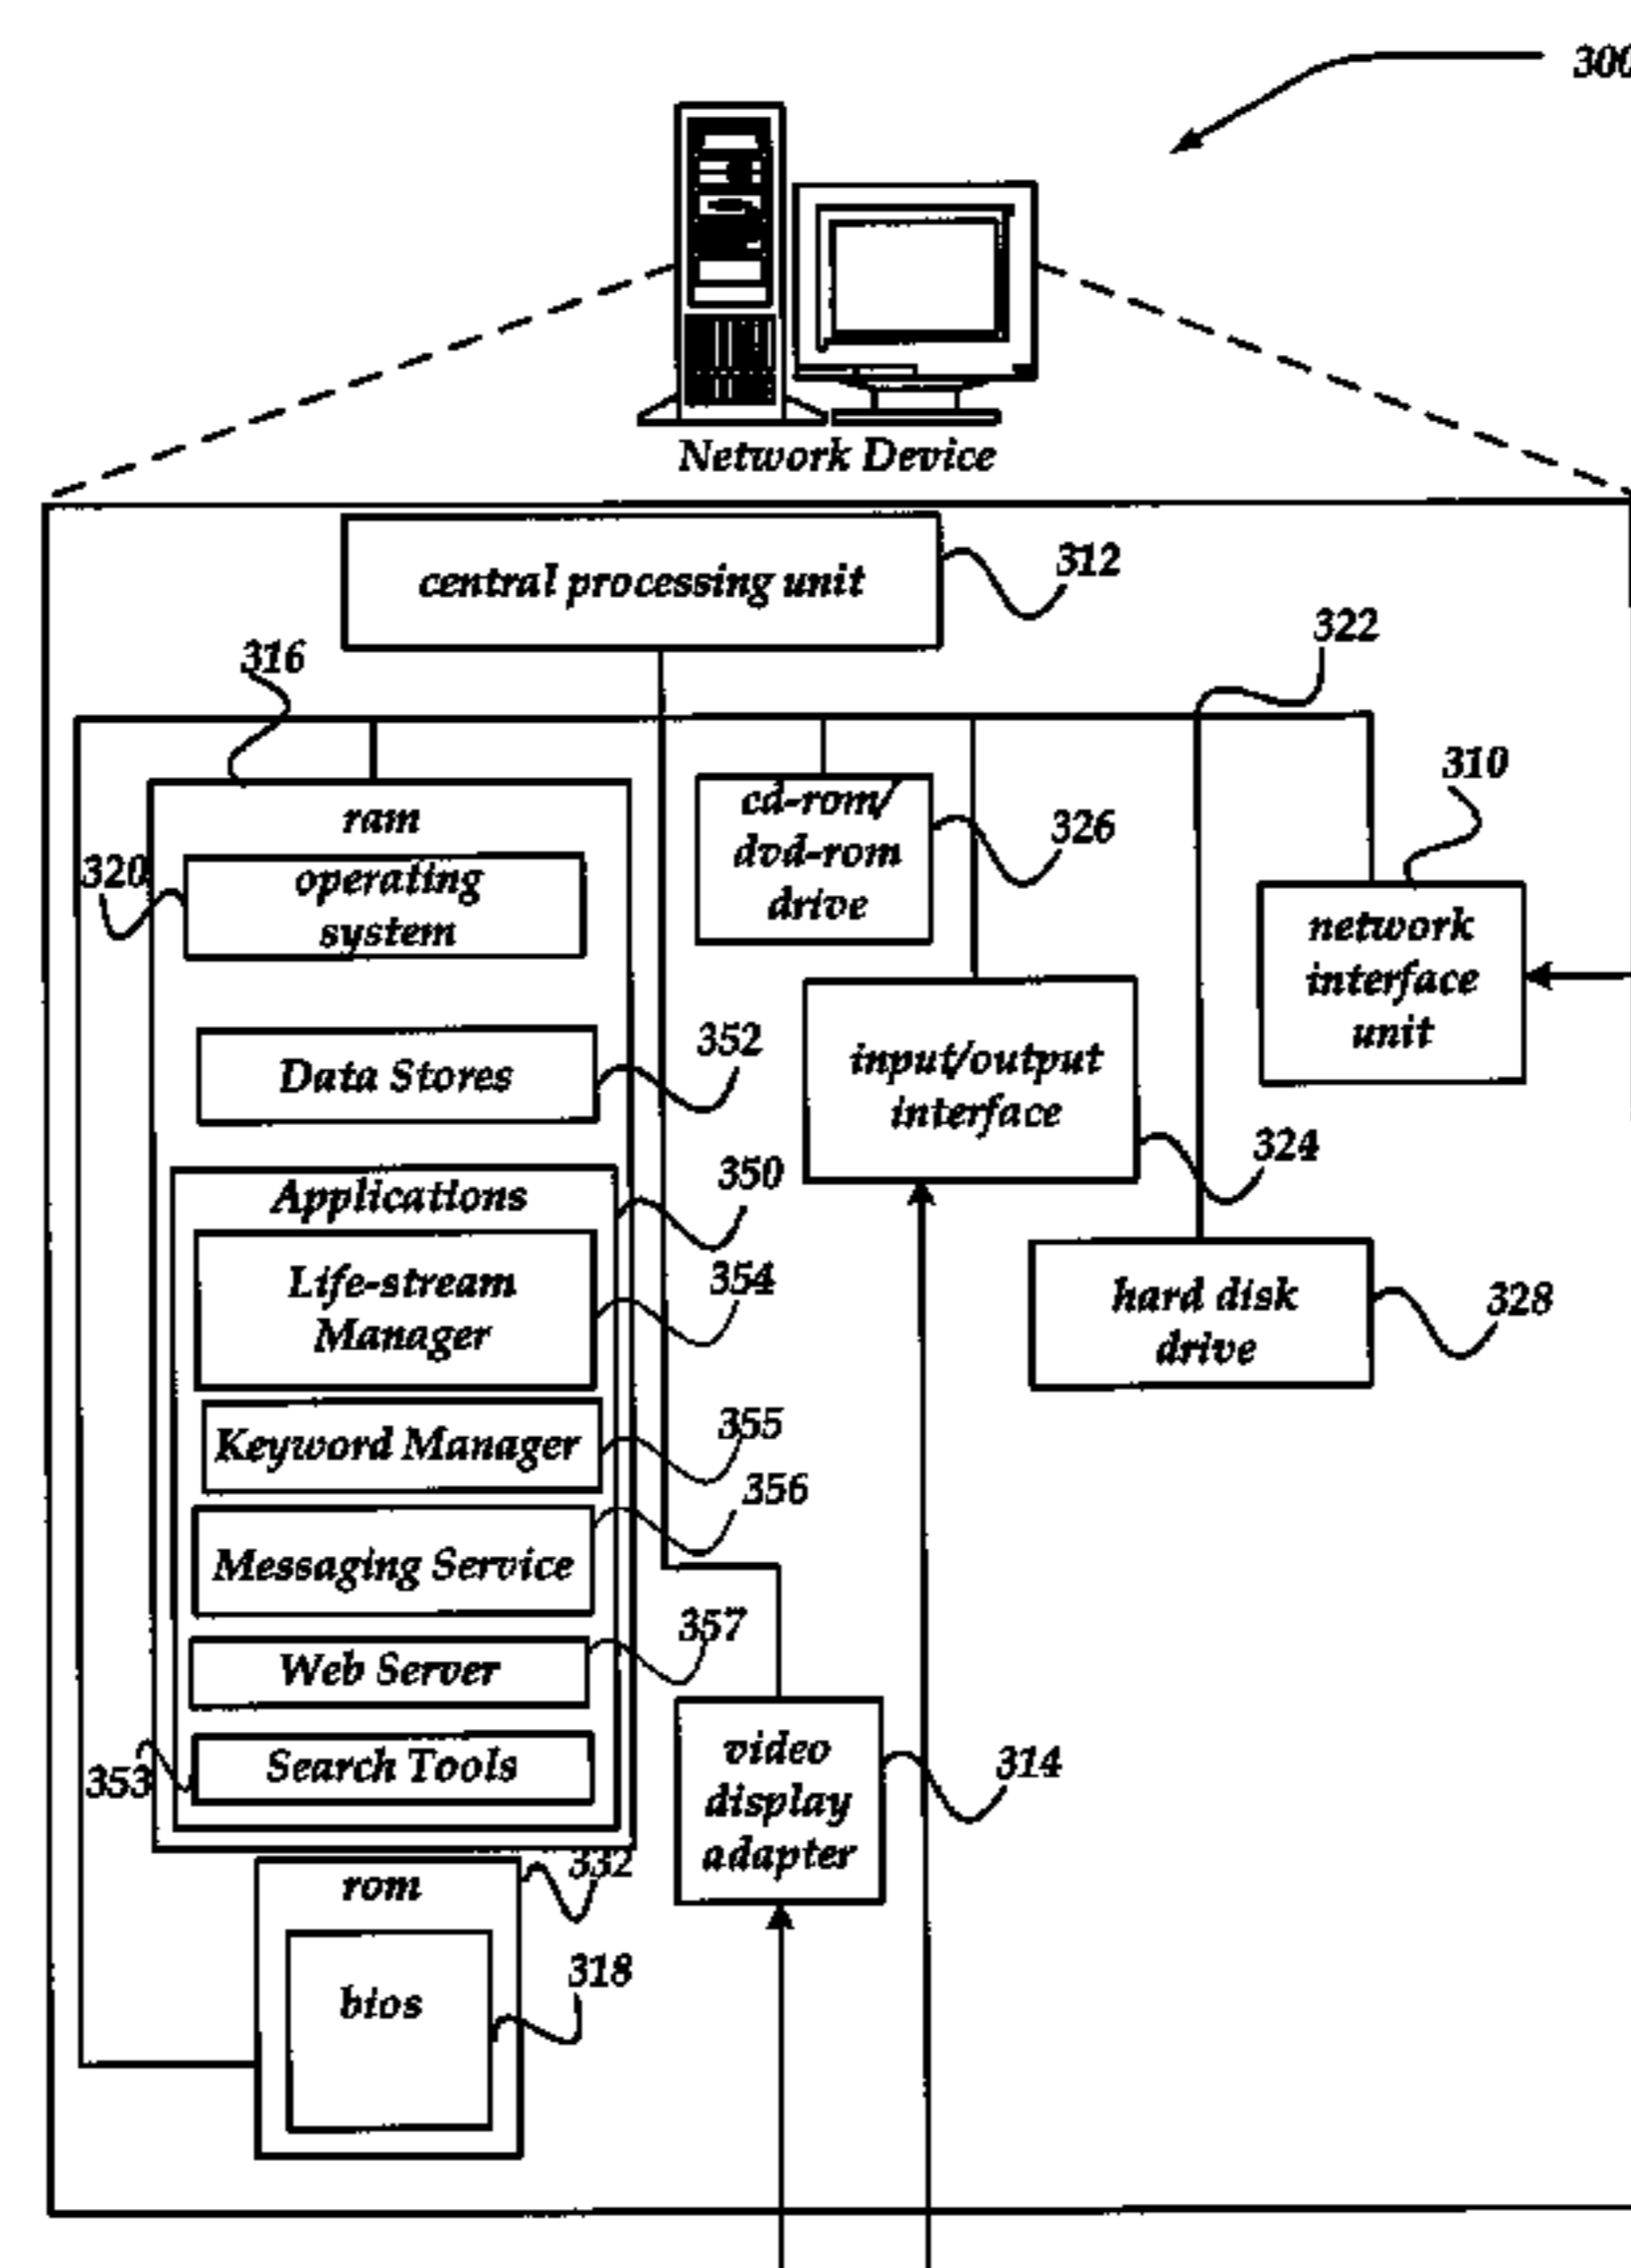 300
Network Device
central processing unit
312
322
316
310
ram
cd-rom/
dvd-rom
drive
326
320
operating
system
network
interface
unit
352
Data Stores
input/output
interface
324
350
Applications
354
Life-stream
Manager
hard disk
drive
328
355
Keyword Manager
356
Messaging Service
357
Web Server
353
Search Tools
video
display
adapter
314
332
rom
318
bios